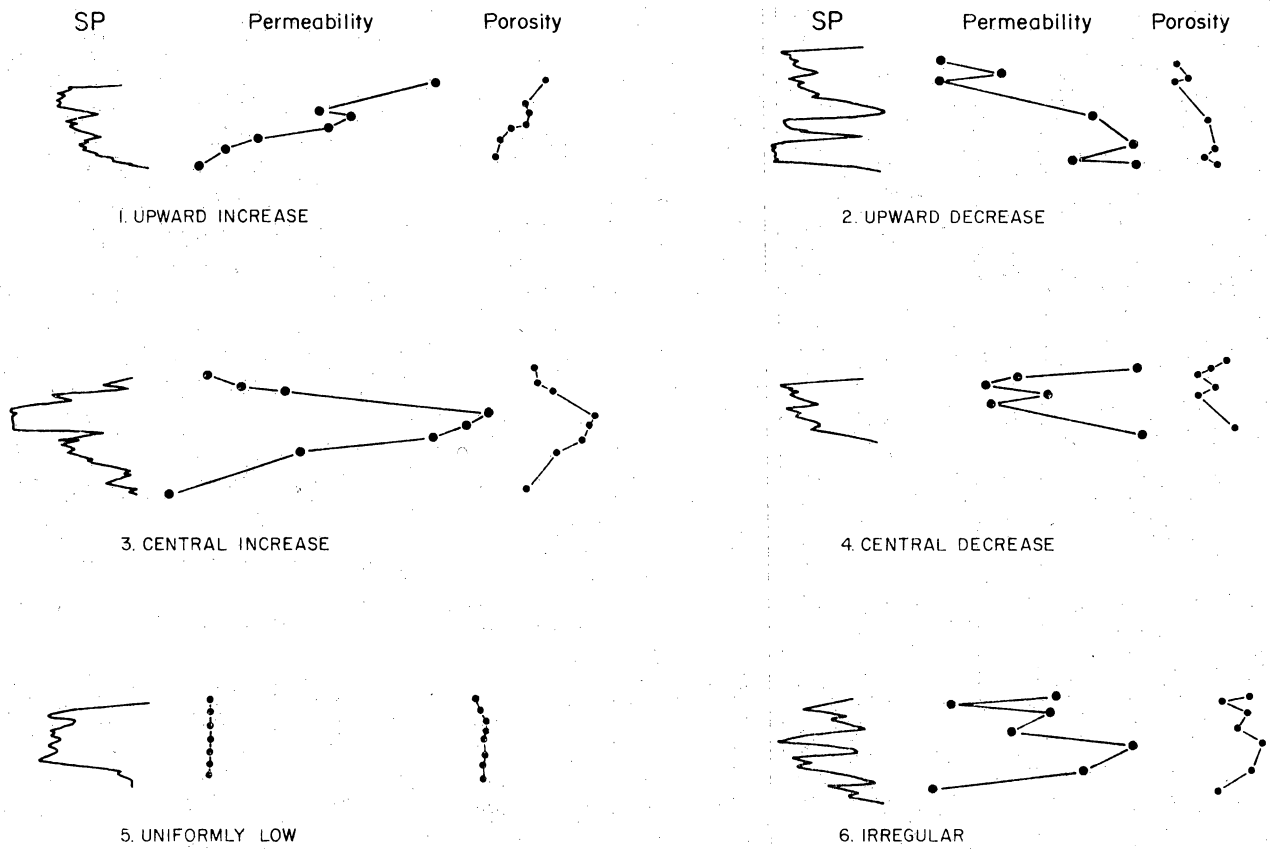 SP Permeability Porosity
SP Permeability Porosity
1. UPWARD INCREASE
2. UPWARD DECREASE
3. CENTRAL INCREASE
4. CENTRAL DECREASE
5. UNIFORMLY LOW
6. IRREGULAR